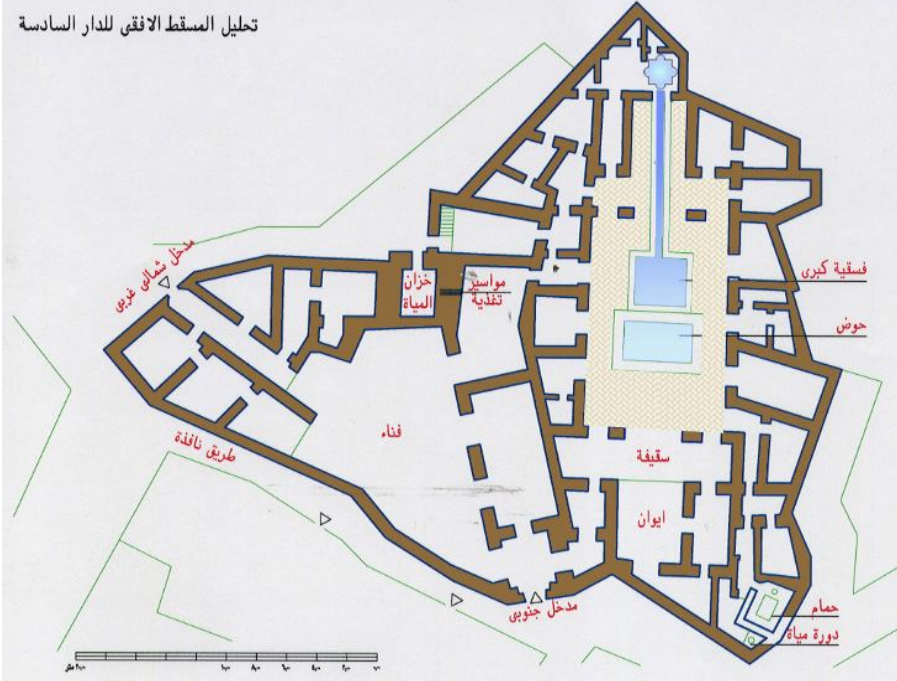 تحليل المسقط الافقى للدار السادسة
مدخل شمالى غربى
خزان
المياة
مواسير
تغذية
فسقية كبرى
حوض
فناء
طريق نافذة
سقيفة
ايوان
مدخل جنوبى
حمام
دورة مياة